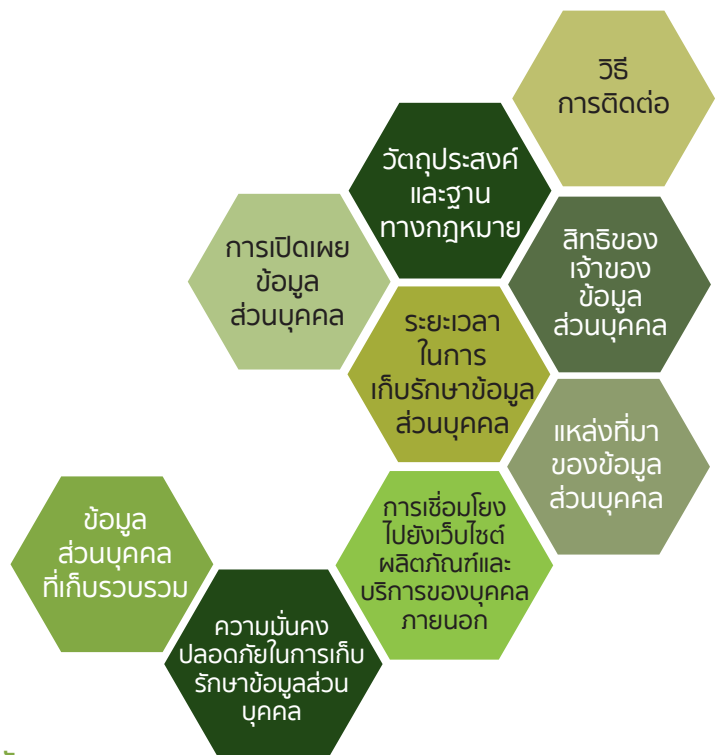 วิธี
การติดต่อ
วัตถุประสงค์
และฐาน
ทางกฎหมาย
การเปิดเผย
ข้อมูล
ส่วนบุคคล
สิทธิของ
เจ้าของ
ข้อมูล
ส่วนบุคคล
ระยะเวลา
ในการ
เก็บรักษาข้อมูล
ส่วนบุคคล
แหล่งที่มา
ของข้อมูล
ส่วนบุคคล
ข้อมูล
ส่วนบุคคล
ที่เก็บรวบรวม
การเชื่อมโยง
ไปยังเว็บไซต์
ผลิตภัณฑ์และ
บริการของบุคคล
ภายนอก
ความมั่นคง
ปลอดภัยในการเก็บ
รักษาข้อมูลส่วน
บุคคล